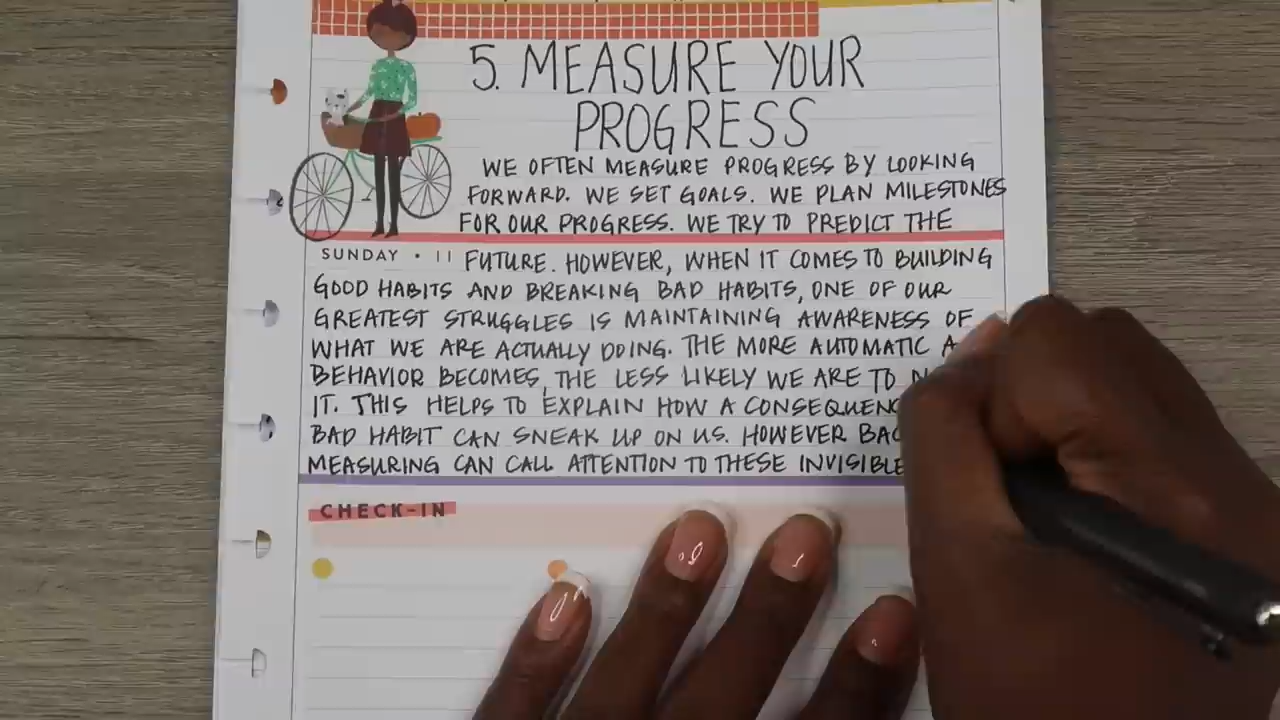 5. MEASURE YOUR
PROGRESS
WE OFTEN MEASURE PROGRESS BY LOOKING
FORWARD. WE SET GOALS. WE PLAN MILESTONES
FOR OUR PROGRESS. WE TRY TO PREDICT THE
SUNDAY • 11 FUTURE. HOWEVER, WHEN IT COMES TO BUILDING
GOOD HABITS AND BREAKING BAD HABITS, ONE OF OUR
GREATEST STRUGGLES IS MAINTAINING AWARENESS OF
WHAT WE ARE ACTUALLY DOING. THE MORE AUTOMATIC A
BEHAVIOR BECOMES, THE LESS LIKELY WE ARE TO
IT. THIS HELPS TO EXPLAIN HOW A
BAD HABIT CAN SNEAK UP ON US. HOWEVER
MEASURING CAN CALL ATTENTION TO THESE INVISIBLE
CHECK-IN